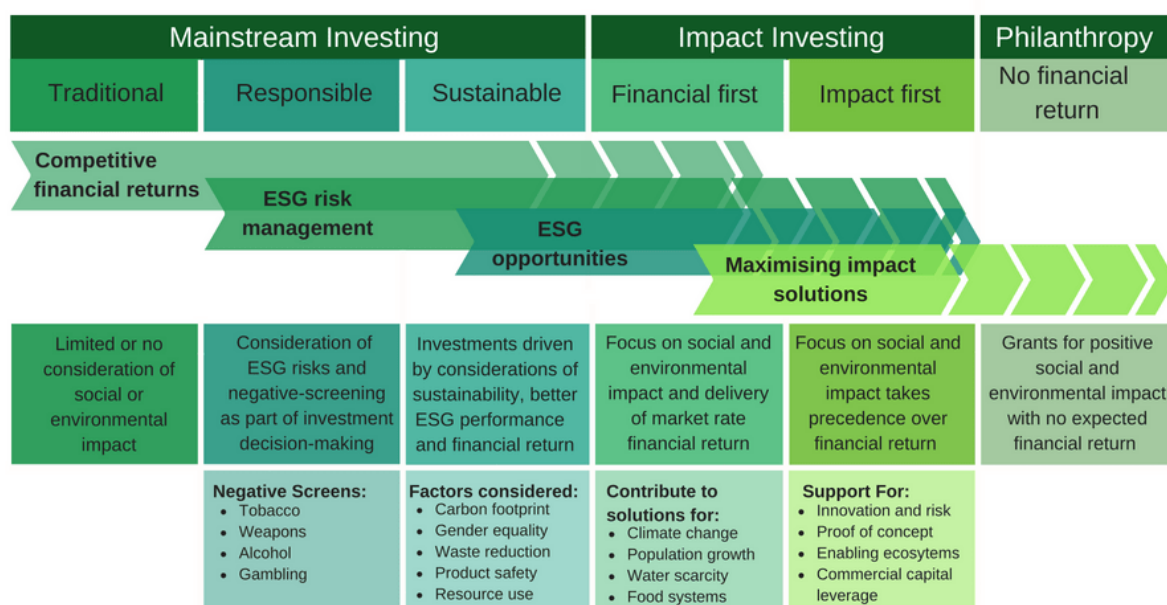 Mainstream Investing
Impact Investing
Philanthropy
Traditional
Responsible
Sustainable
Financial first
Impact first
No financial
return
Competitive
financial returns
ESG risk
management
ESG
opportunities
Maximising impact
solutions
Limited or no
consideration of
social or
environmental
impact
Consideration of
ESG risks and
negative-screening
as part of investment
decision-making
Investments driven
by considerations of
sustainability, better
ESG performance
and financial return
Focus on social and
environmental
impact and delivery
of market rate
financial return
Focus on social and
environmental
impact takes
precedence over
financial return
Grants for positive
social and
environmental impact
with no expected
financial return
Negative Screens:
• Tobacco
• Weapons
• Alcohol
• Gambling
Factors considered:
• Carbon footprint
• Gender equality
• Waste reduction
• Product safety
• Resource use
Contribute to
solutions for:
• Climate change
• Population growth
• Water scarcity
• Food systems
Support For:
• Innovation and risk
• Proof of concept
• Enabling ecosytems
• Commercial capital
leverage